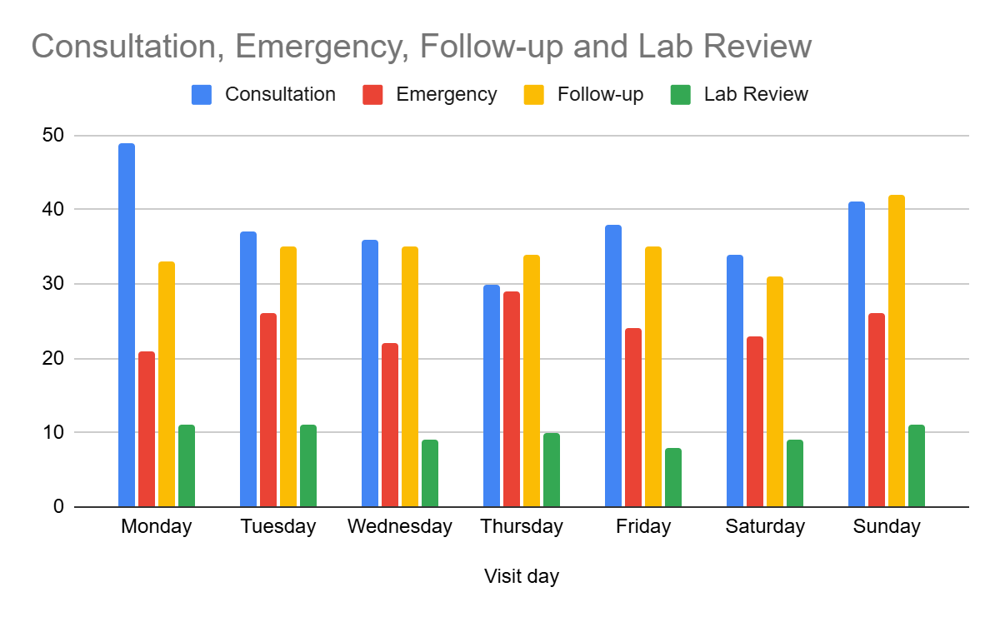 Consultation, Emergency, Follow-up and Lab Review
Consultation Emergency Follow-up Lab Review
50
40
30
20
10
0
Monday Tuesday Wednesday Thursday Friday Saturday Sunday
Visit day